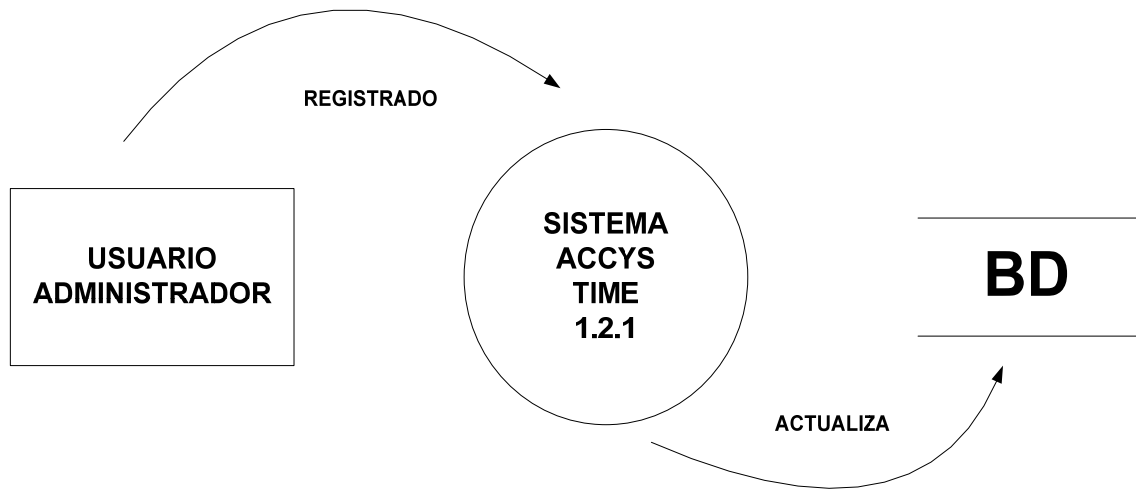 REGISTRADO
USUARIO
ADMINISTRADOR
SISTEMA
ACCYS
TIME
1.2.1
BD
ACTUALIZA